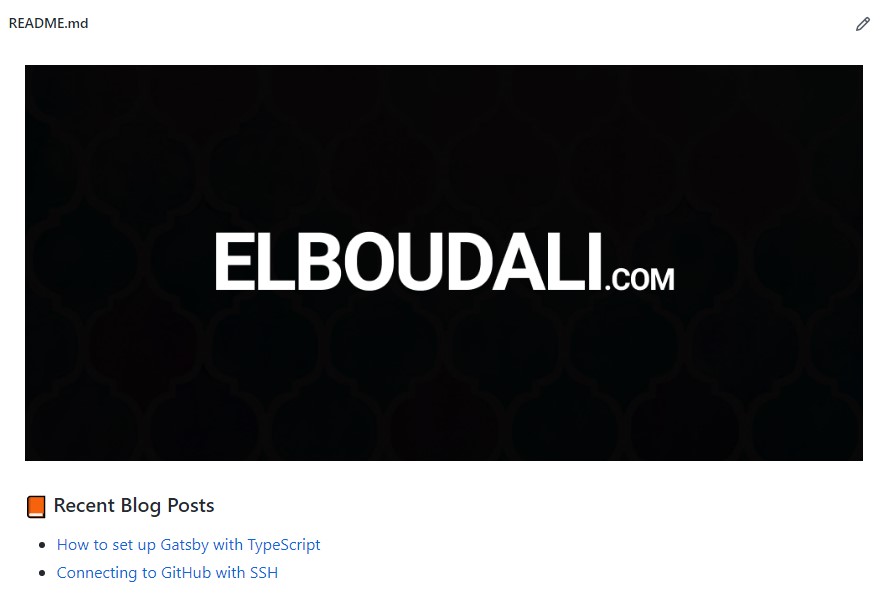 README.md
ELBOUDALI.COM
Recent Blog Posts
How to set up Gatsby with TypeScript
Connecting to GitHub with SSH